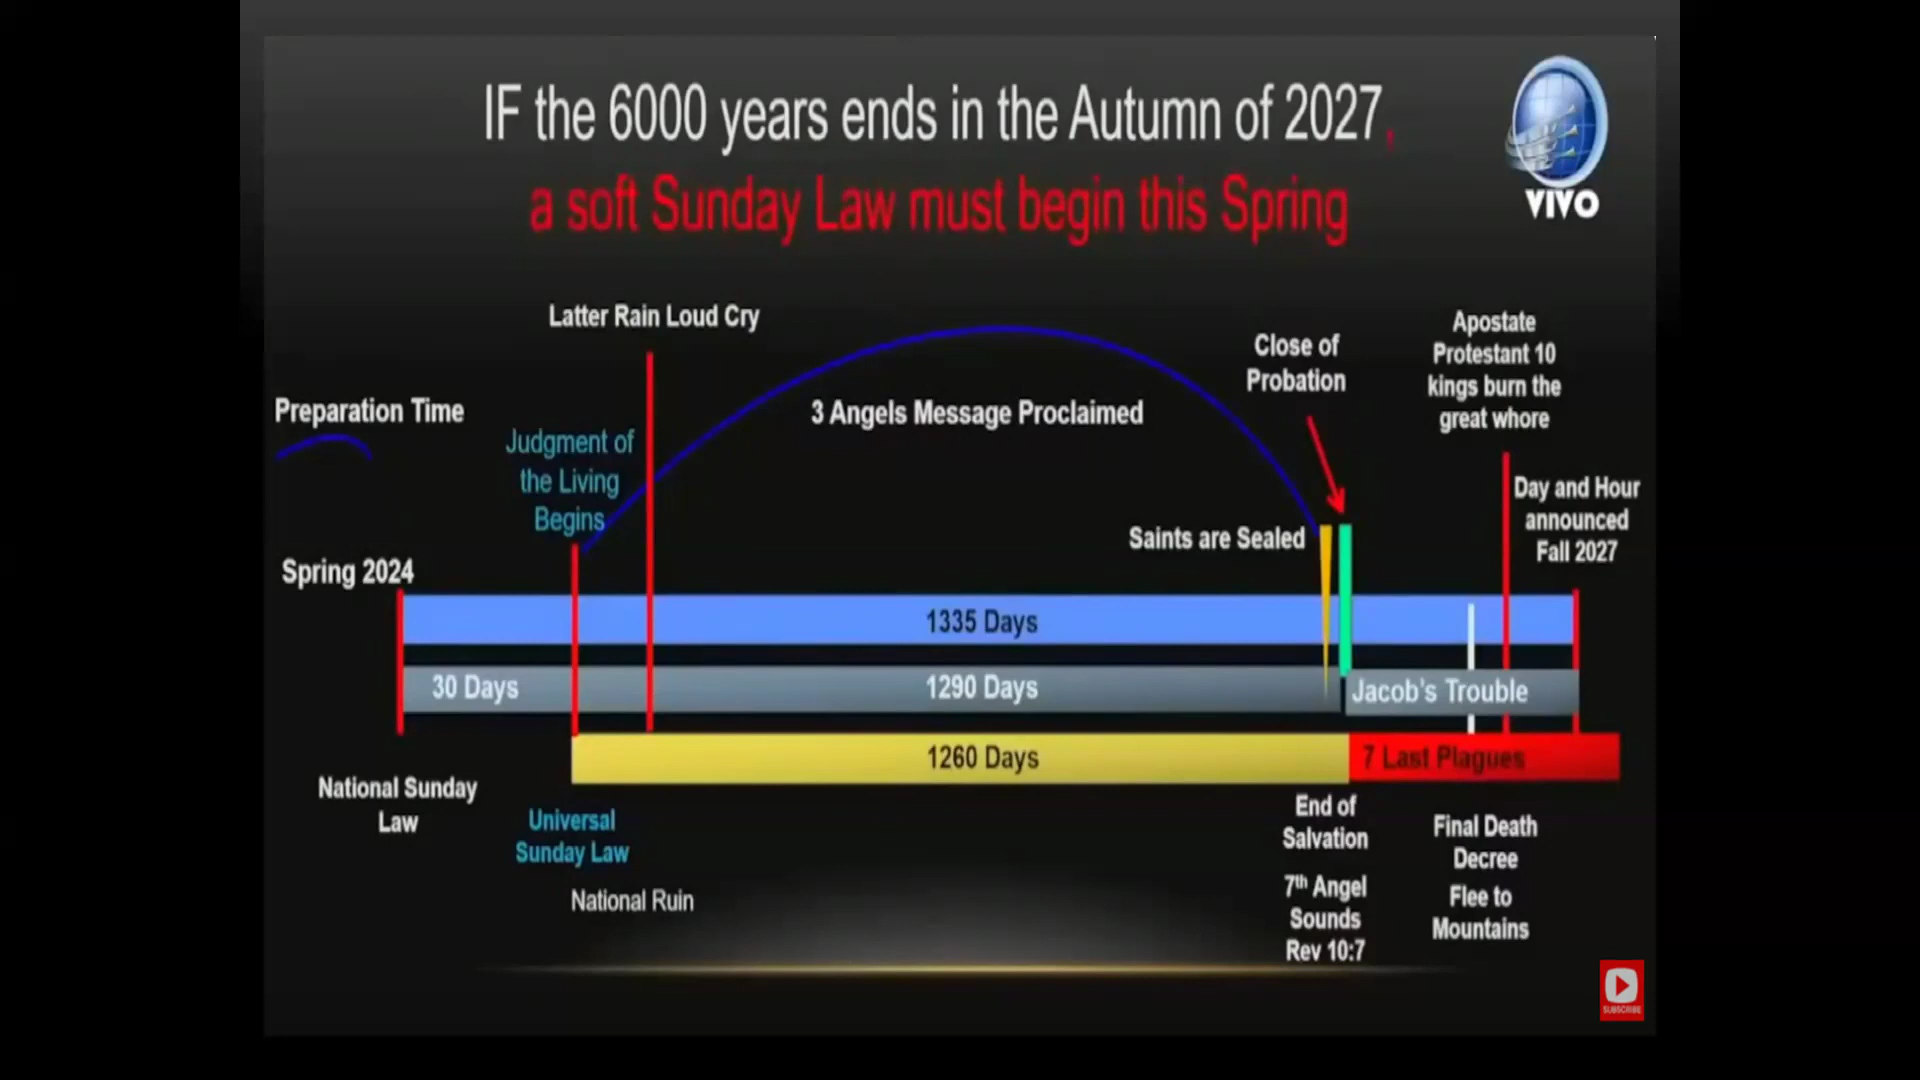 IF the 6000 years ends in the Autumn of 2027,
a soft Sunday Law must begin this Spring
VIVO
Latter Rain Loud Cry
Preparation Time
Judgment of
the Living
Begins
3 Angels Message Proclaimed
Close of
Probation
Apostate
Protestant 10
kings burn the
great whore
Day and Hour
announced
Fall 2027
Saints are Sealed
Spring 2024
1335 Days
30 Days
1290 Days
Jacob's Trouble
1260 Days
7 Last Plagues
National Sunday
Law
Universal
Sunday Law
National Ruin
End of
Salvation
7th Angel
Sounds
Rev 10:7
Final Death
Decree
Flee to
Mountains
SUBSCRIBE